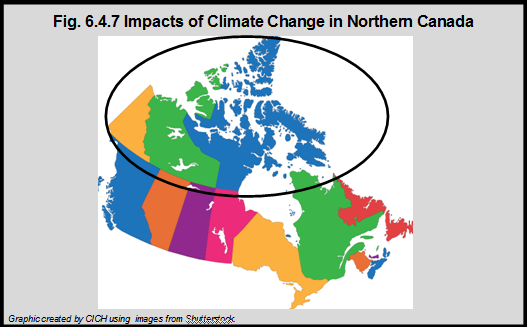 Fig. 6.4.7 Impacts of Climate Change in Northern Canada
Graphic created by CICH using images from Shutterstock.